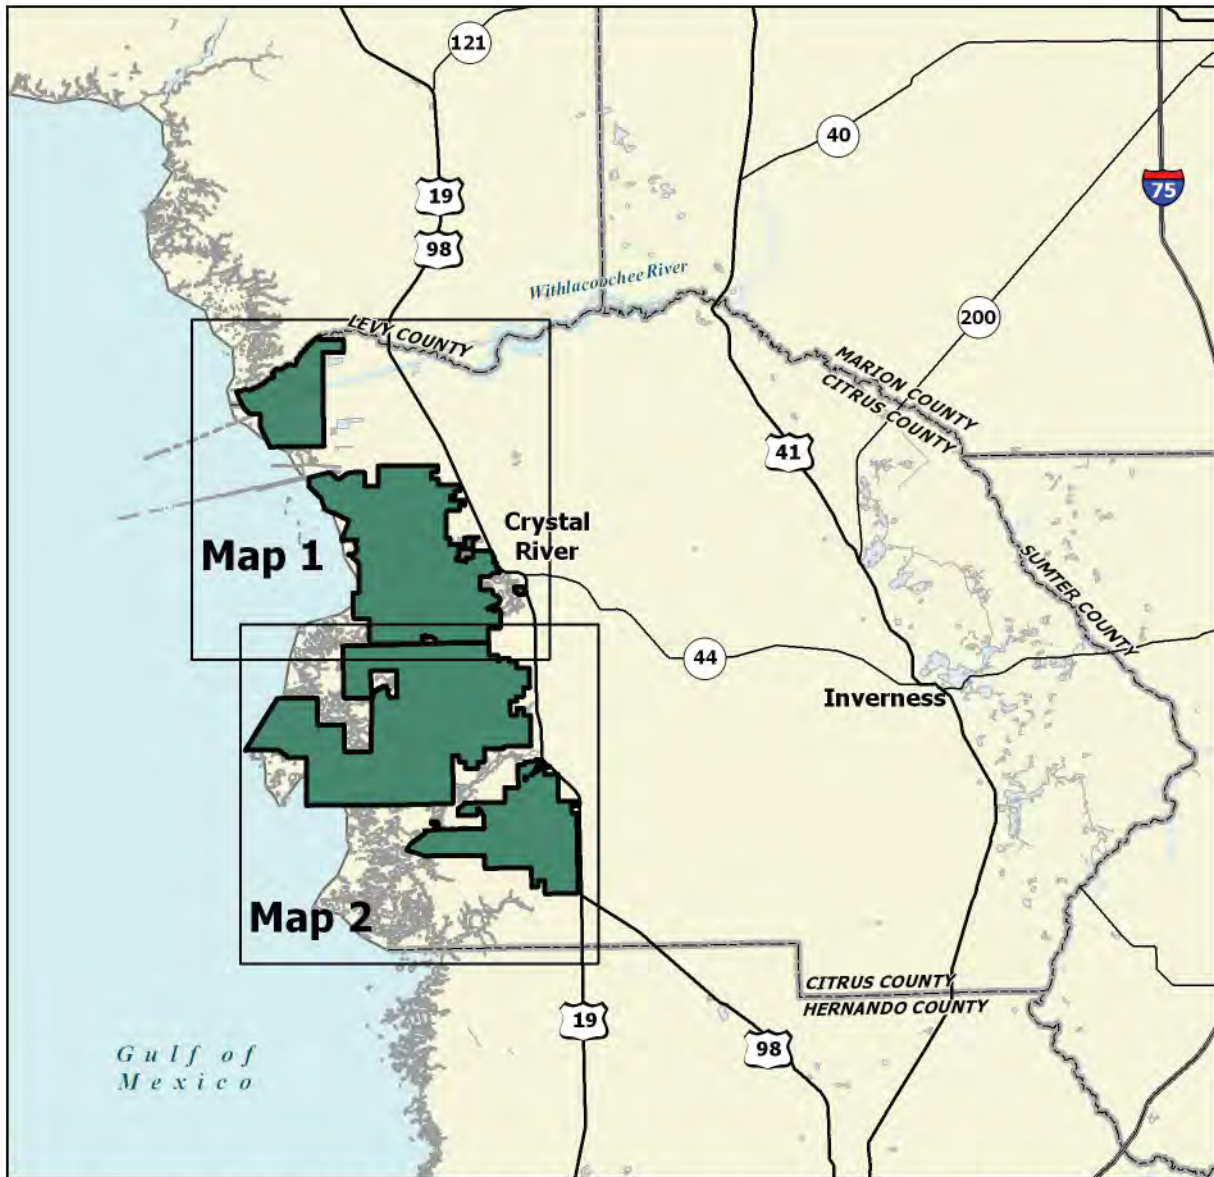 121
40
19
75
98
Withlacoochee River
200
LEVY COUNTY
MARION COUNTY
CITRUS COUNTY
41
Crystal
River
Map 1
SUMTER COUNTY
44
Inverness
Map 2
CITRUS COUNTY
HERNANDO COUNTY
19
98
Gulf of
Mexico